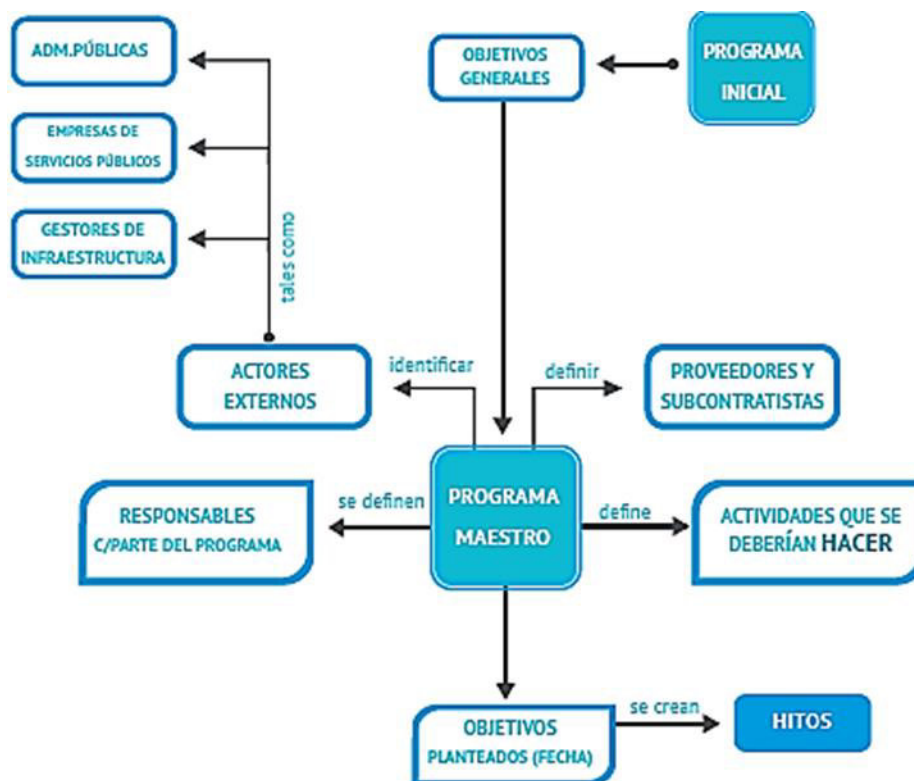 ADM.PÚBLICAS
EMPRESAS DE
SERVICIOS PÚBLICOS
GESTORES DE
INFRAESTRUCTURA
tales como
OBJETIVOS
GENERALES
PROGRAMA
INICIAL
ACTORES
EXTERNOS
identificar
definir
PROVEEDORES Y
SUBCONTRATISTAS
RESPONSABLES
C/PARTE DEL PROGRAMA
se definen
PROGRAMA
MAESTRO
define
ACTIVIDADES QUE SE
DEBERÍAN HACER
OBJETIVOS
PLANTEADOS (FECHA)
se crean
HITOS